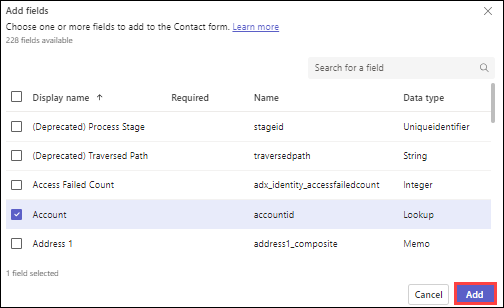 Add fields
Choose one or more fields to add to the Contact form. Learn more
228 fields available
Search for a field
Display name ↑ Required Name Data type
(Deprecated) Process Stage stageid Uniqueidentifier
(Deprecated) Traversed Path traversedpath String
Access Failed Count adx_identity_accessfailedcount Integer
Account accountid Lookup
Address 1 address1_composite Memo
1 field selected
Cancel Add